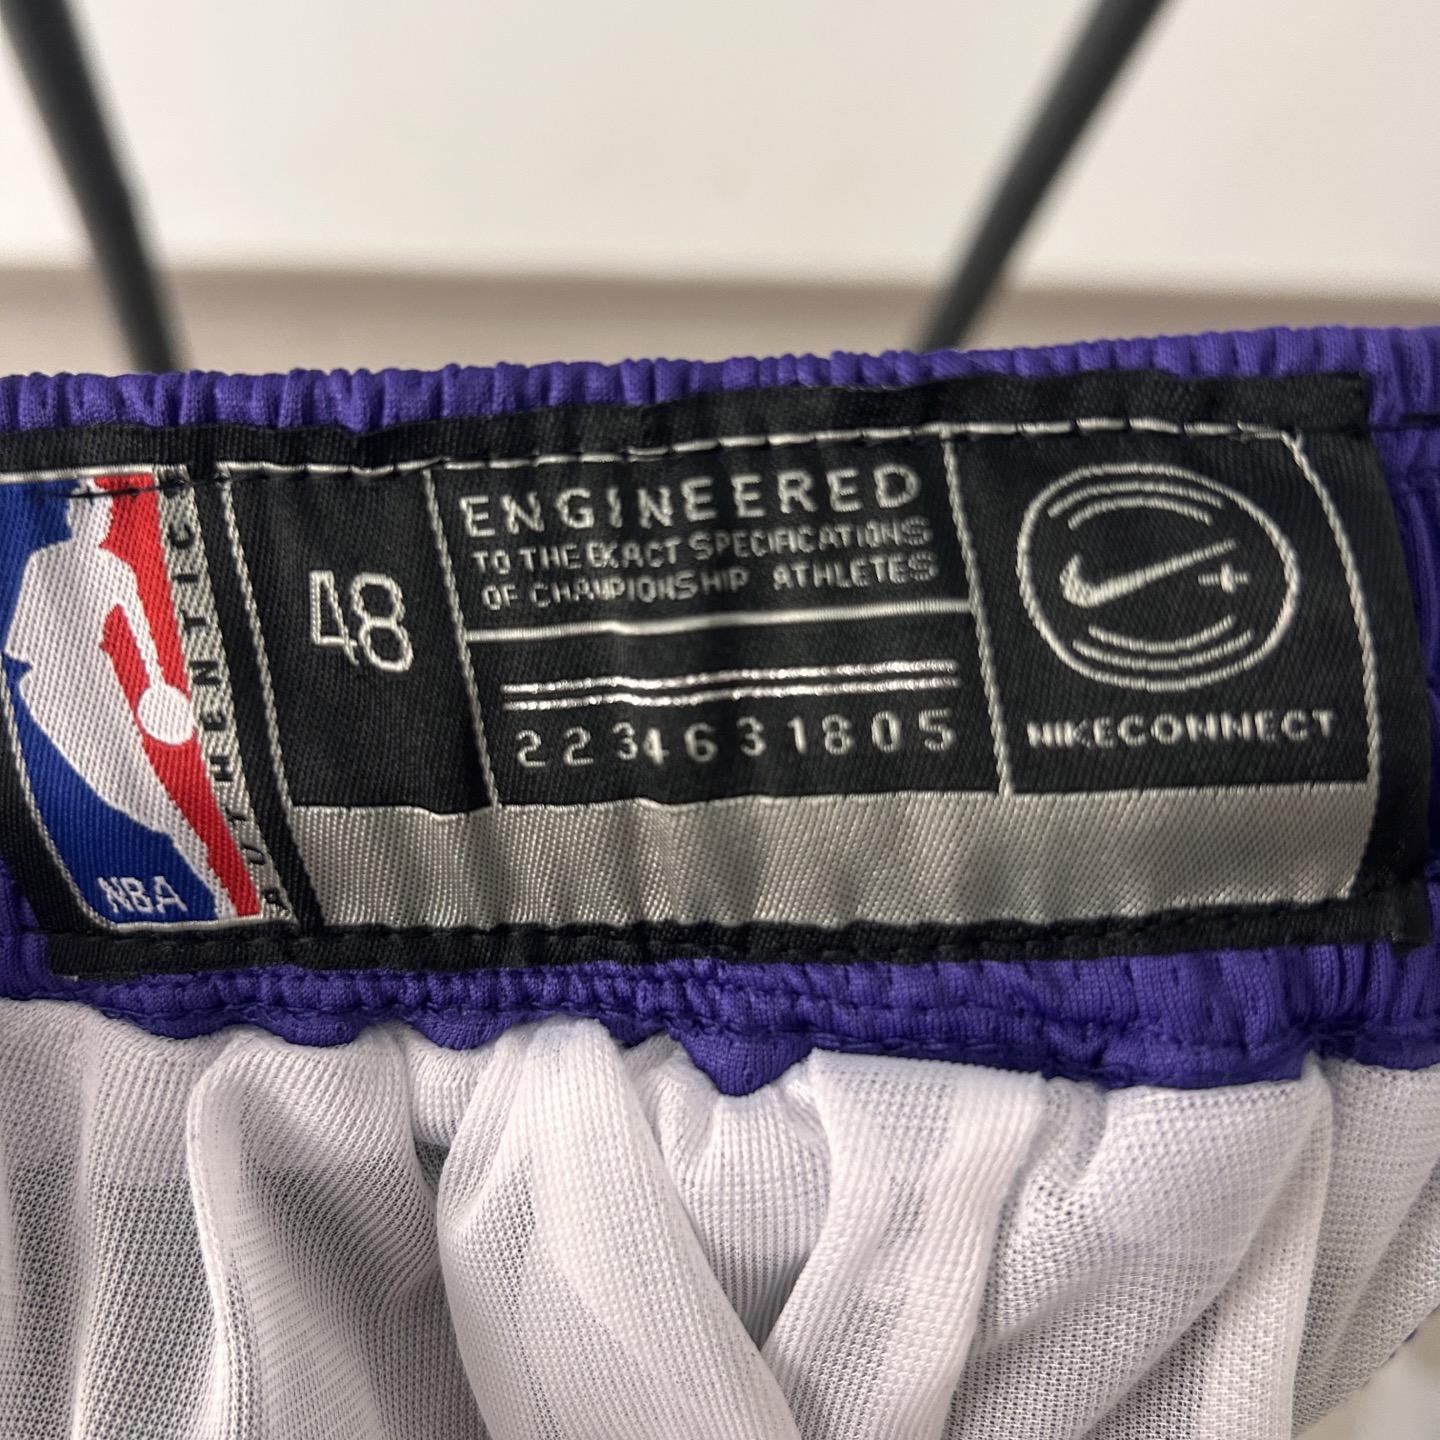 NBA
AUTHENTICS
48
ENGINEERED
TO THE EXACT SPECIFICATIONS
OF CHAMPIONSHIP ATHLETES
2234631805
NIKECONNECT